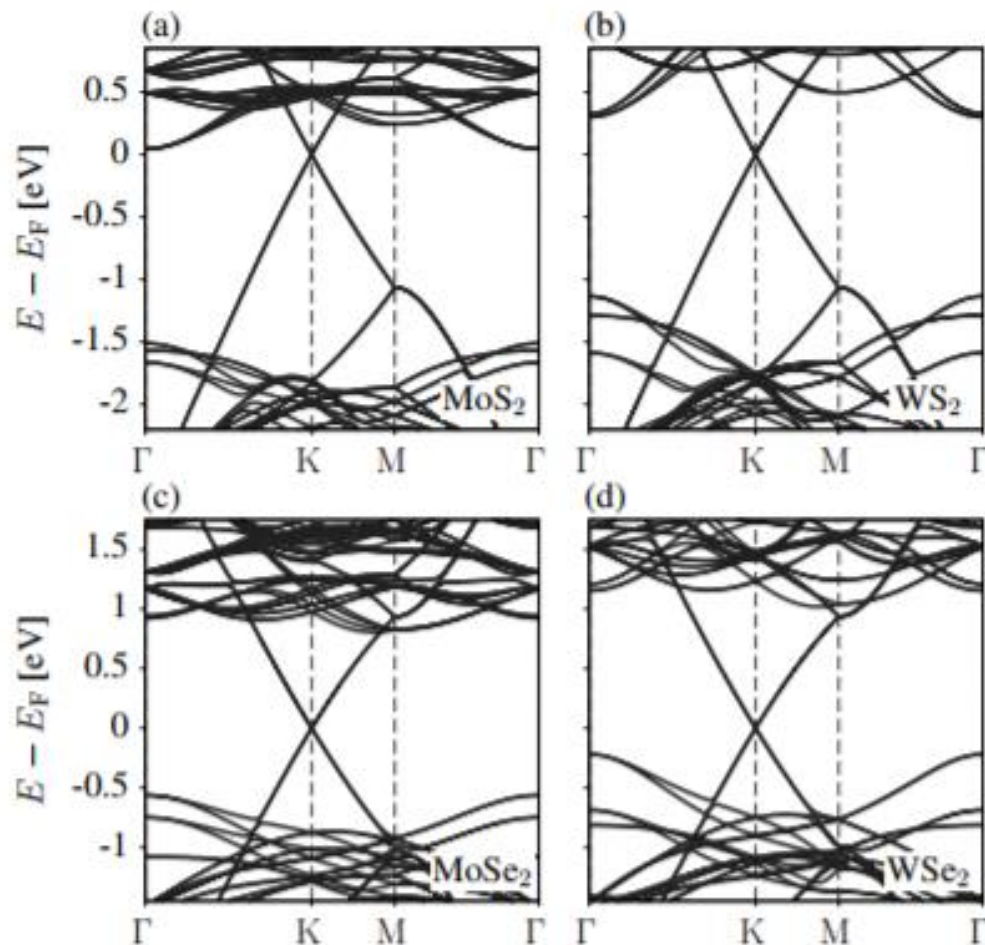 (a) (b)
E − E_F [eV]
0.5
0
-0.5
-1
-1.5
-2
MoS₂ WS₂
Γ K M Γ Γ K M Γ
(c) (d)
E − E_F [eV]
1.5
1
0.5
0
-0.5
-1
MoSe₂ WSe₂
Γ K M Γ Γ K M Γ